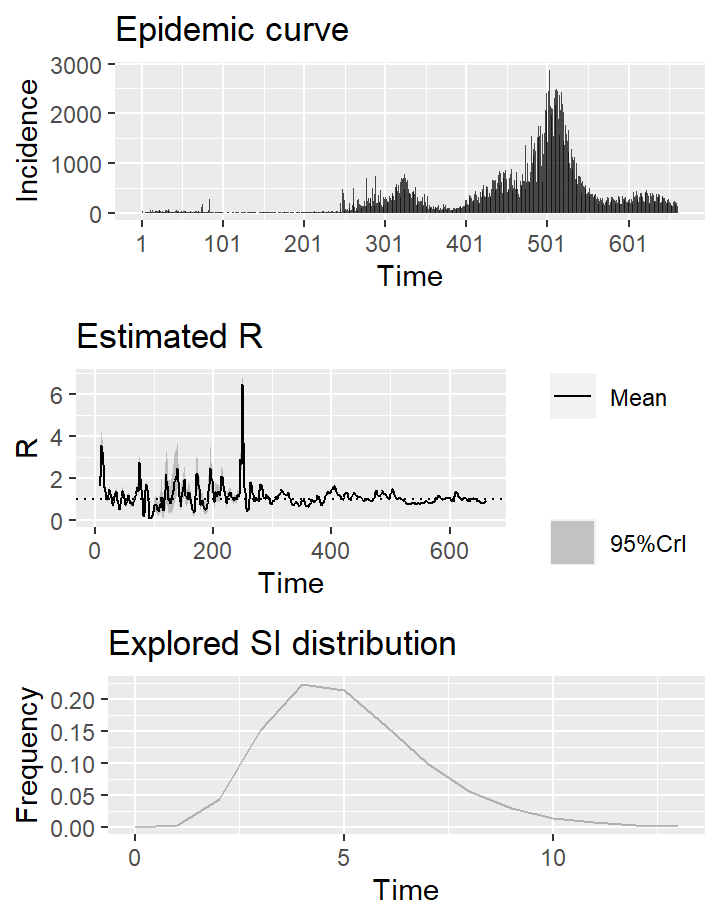 Epidemic curve
3000
2000
1000
0
Incidence
1 101 201 301 401 501 601
Time
Estimated R
6
4
2
0
R
0 200 400 600
Time
Mean
95%CrI
Explored SI distribution
0.20
0.15
0.10
0.05
0.00
Frequency
0 5 10
Time